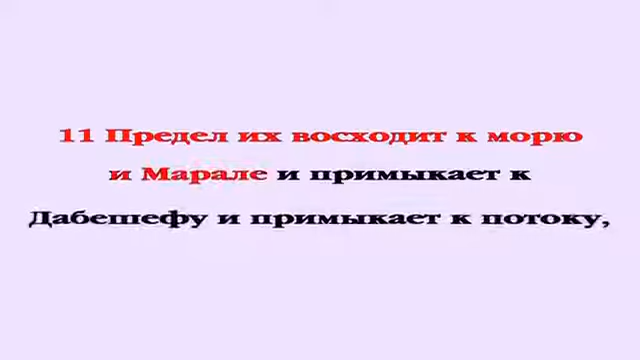 11 Предел их восходит к морю
и Марале и примыкает к
Дабешефу и примыкает к потоку,